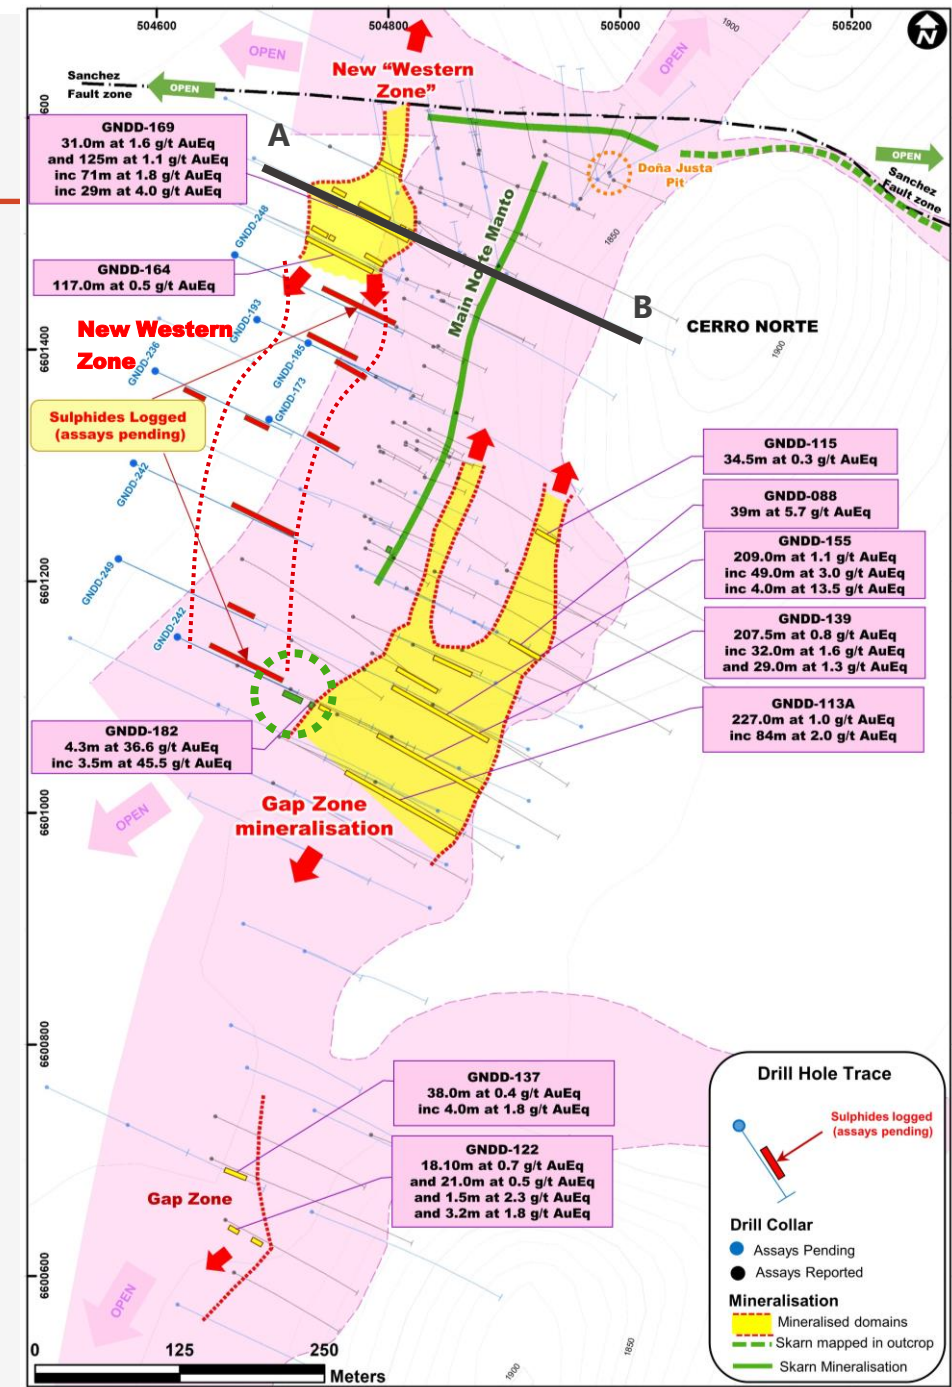 504600
504800
505000
505200
N
1900
OPEN
OPEN
New "Western
Zone"
Sanchez
Fault zone
OPEN
600
GNDD-169
31.0m at 1.6 g/t AuEq
and 125m at 1.1 g/t AuEq
inc 71m at 1.8 g/t AuEq
inc 29m at 4.0 g/t AuEq
A
Doña Justa
Pit
OPEN
Sanchez
Fault zone
GNDD-248
1850
GNDD-164
117.0m at 0.5 g/t AuEq
Main Norte Manto
B
GNDD-193
New Western
Zone
CERRO NORTE
1900
6601400
GNDD-236
GNDD-185
GNDD-173
Sulphides Logged
(assays pending)
GNDD-115
34.5m at 0.3 g/t AuEq
GNDD-242
GNDD-088
39m at 5.7 g/t AuEq
GNDD-155
209.0m at 1.1 g/t AuEq
inc 49.0m at 3.0 g/t AuEq
inc 4.0m at 13.5 g/t AuEq
6601200
GNDD-249
GNDD-242
GNDD-139
207.5m at 0.8 g/t AuEq
inc 32.0m at 1.6 g/t AuEq
and 29.0m at 1.3 g/t AuEq
GNDD-113A
227.0m at 1.0 g/t AuEq
inc 84m at 2.0 g/t AuEq
GNDD-182
4.3m at 36.6 g/t AuEq
inc 3.5m at 45.5 g/t AuEq
6601000
OPEN
Gap Zone
mineralisation
6600800
GNDD-137
38.0m at 0.4 g/t AuEq
inc 4.0m at 1.8 g/t AuEq
GNDD-122
18.10m at 0.7 g/t AuEq
and 21.0m at 0.5 g/t AuEq
and 1.5m at 2.3 g/t AuEq
and 3.2m at 1.8 g/t AuEq
Gap Zone
6600600
OPEN
1900
1850
0
125
250
Meters
Drill Hole Trace
Sulphides logged
(assays pending)
Drill Collar
Assays Pending
Assays Reported
Mineralisation
Mineralised domains
Skarn mapped in outcrop
Skarn Mineralisation